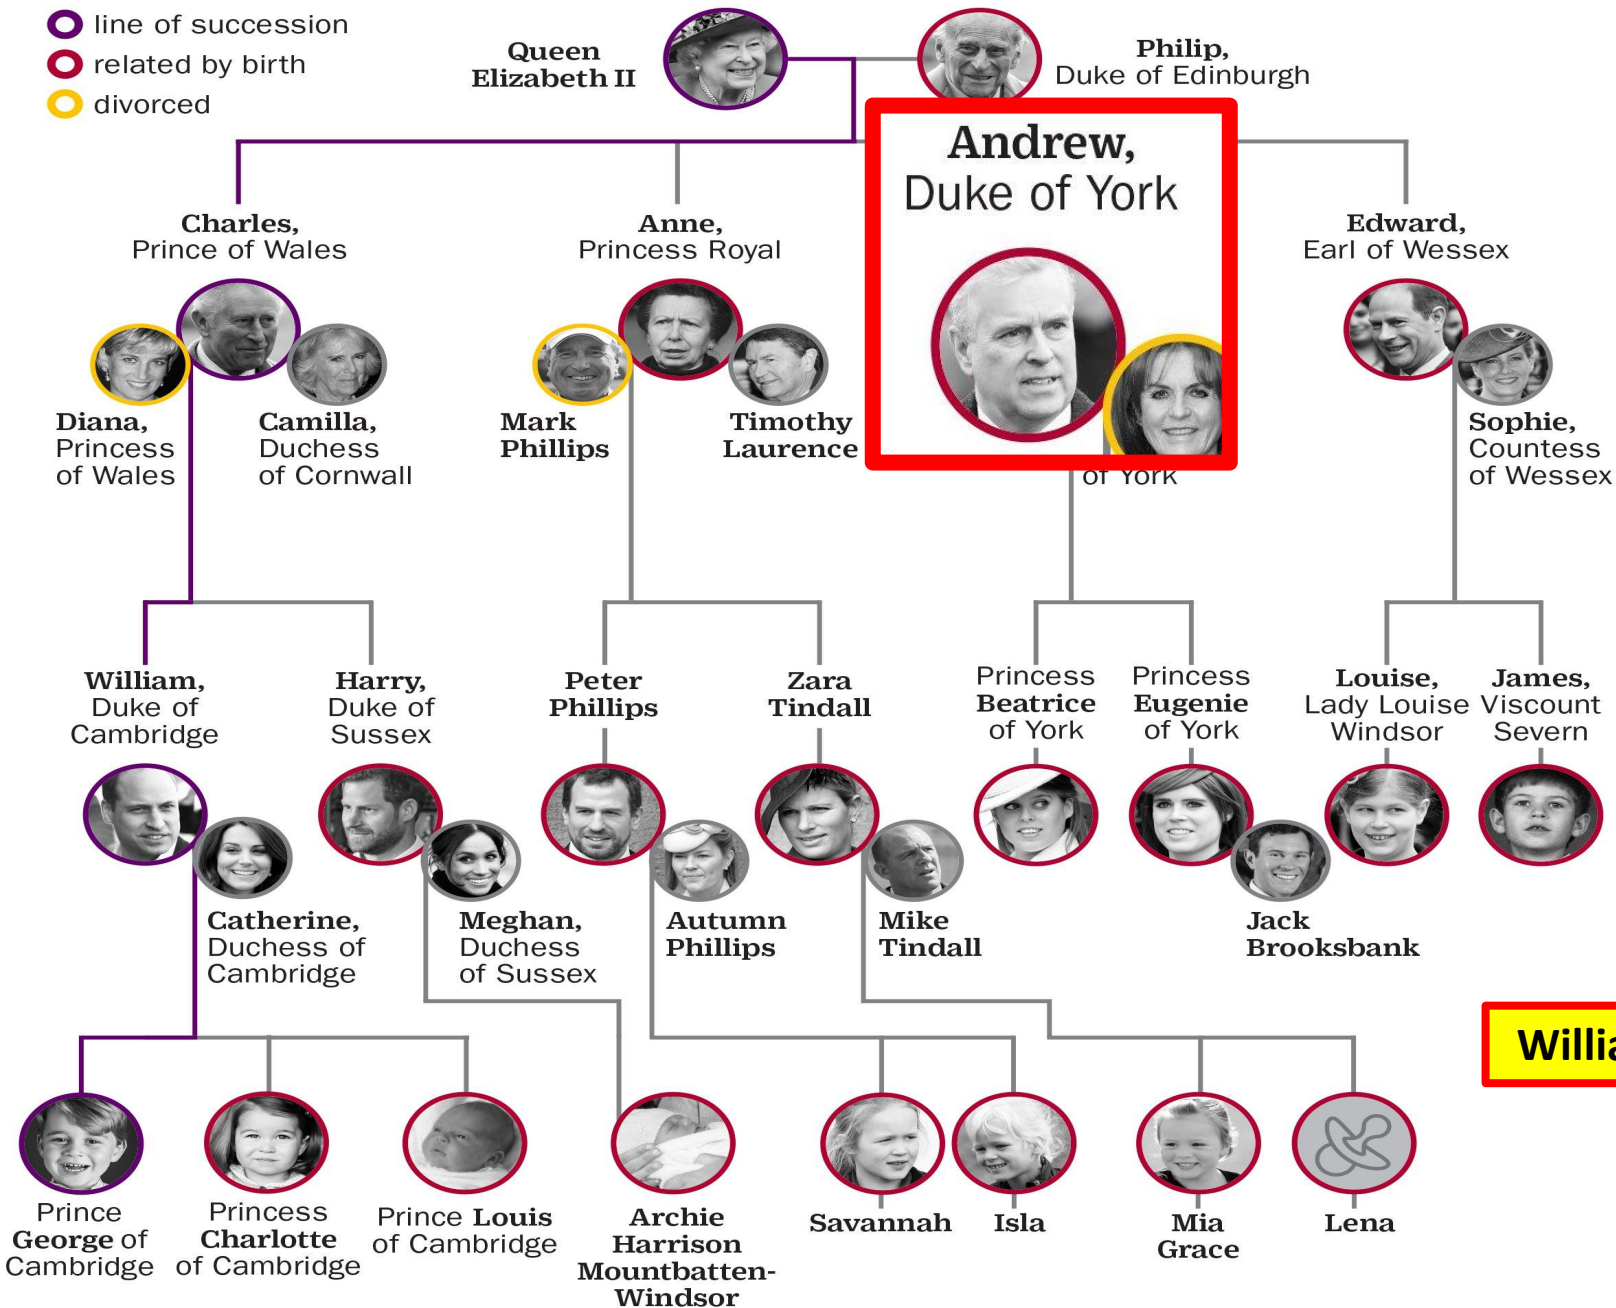 line of succession
related by birth
divorced
Queen
Elizabeth II
Philip,
Duke of Edinburgh
Andrew,
Duke of York
Charles,
Prince of Wales
Anne,
Princess Royal
Edward,
Earl of Wessex
Diana,
Princess
of Wales
Camilla,
Duchess
of Cornwall
Mark
Phillips
Timothy
Laurence
of York
Sophie,
Countess
of Wessex
William,
Duke of
Cambridge
Harry,
Duke of
Sussex
Peter
Phillips
Zara
Tindall
Princess
Beatrice
of York
Princess
Eugenie
of York
Louise,
Lady Louise
Windsor
James,
Viscount
Severn
Catherine,
Duchess of
Cambridge
Meghan,
Duchess
of Sussex
Autumn
Phillips
Mike
Tindall
Jack
Brooksbank
Prince
George of
Cambridge
Princess
Charlotte
of Cambridge
Prince Louis
of Cambridge
Archie
Harrison
Mountbatten-
Windsor
Savannah
Isla
Mia
Grace
Lena